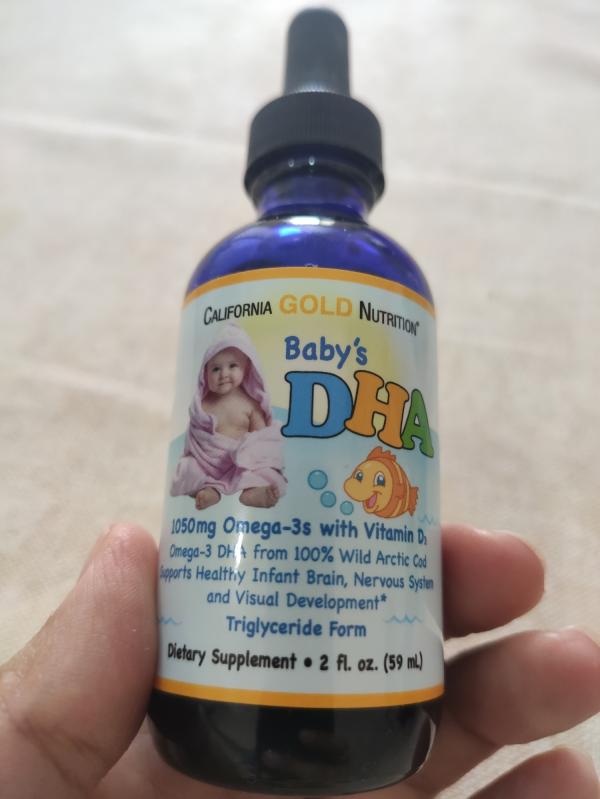 CALIFORNIA GOLD NUTRITION®
Baby's
DHA
1050mg Omega-3s with Vitamin D₃
Omega-3 DHA from 100% Wild Arctic Cod
Supports Healthy Infant Brain, Nervous System
and Visual Development*
Triglyceride Form
Dietary Supplement • 2 fl. oz. (59 mL)